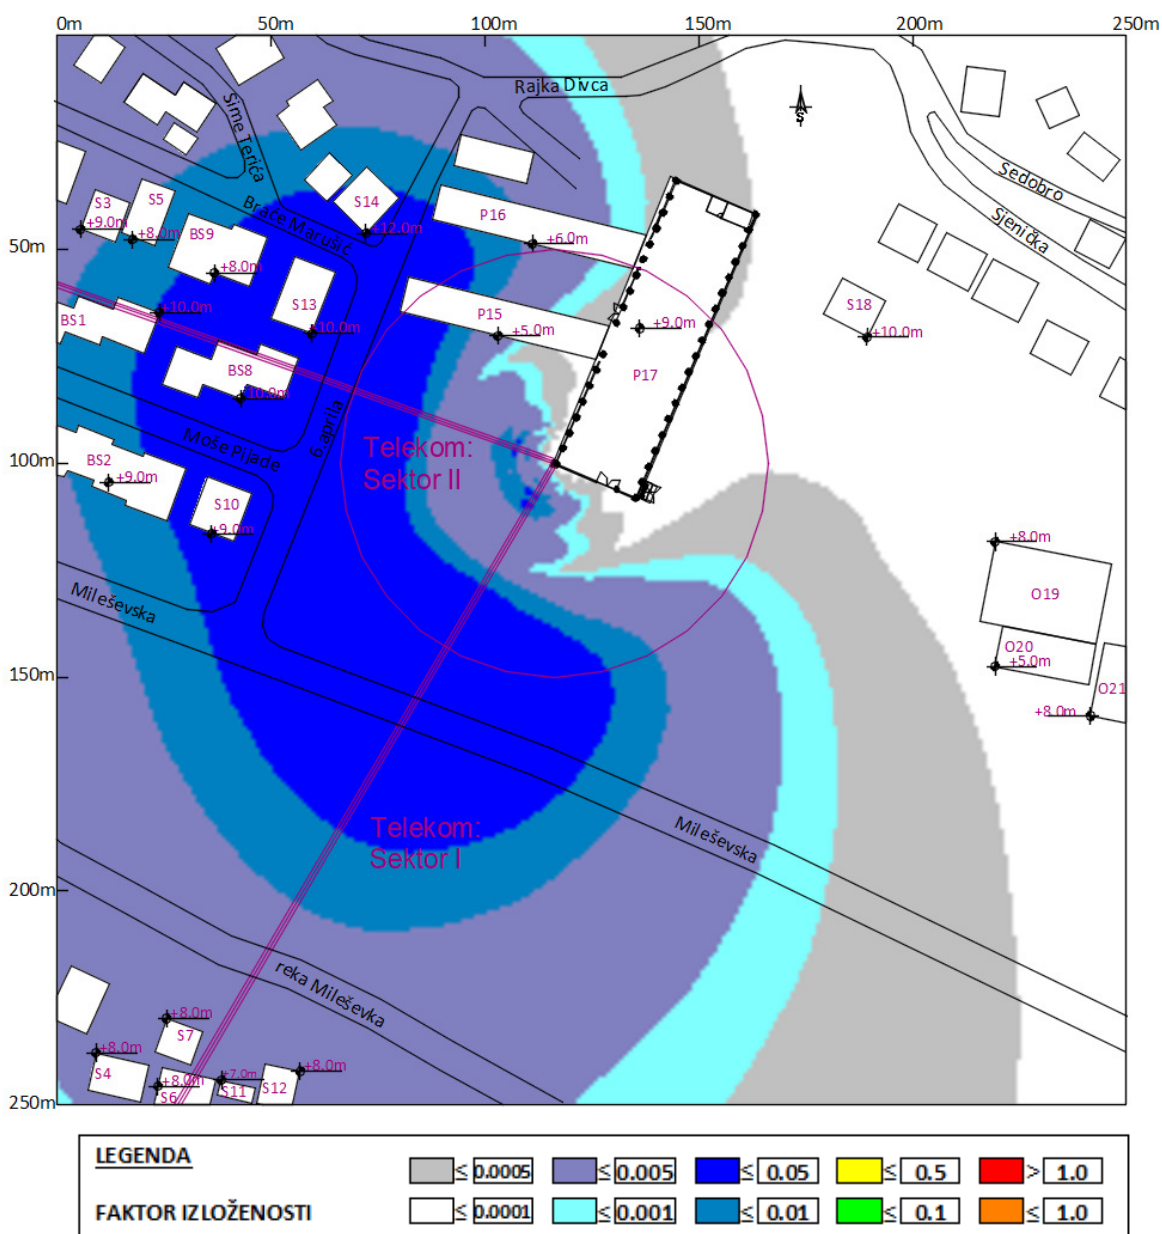 0m 50m 100m 150m 200m 250m
Rajka Divca
Šime Terića
S
Sedobro
Sjenička
S3
S5
S14
+9.0m
+8.0m
BS9
Braće Marušić
+12.0m
P16
+6.0m
50m
+8.0m
S13
+10.0m
+10.0m
BS1
P15
+5.0m
+9.0m
S18
+10.0m
P17
BS8
+10.0m
6.aprila
Moše Pijade
Telekom:
Sektor II
100m
BS2
+9.0m
S10
+9.0m
+8.0m
O19
Mileševska
O20
+5.0m
O21
+8.0m
150m
Telekom:
Sektor I
Mileševska
200m
reka Mileševka
+8.0m
S7
+8.0m
S4
+8.0m
S6
+7.0m
S11
+8.0m
S12
250m
LEGENDA
≤ 0.0005 ≤ 0.005 ≤ 0.05 ≤ 0.5 > 1.0
FAKTOR IZLOŽENOSTI
≤ 0.0001 ≤ 0.001 ≤ 0.01 ≤ 0.1 ≤ 1.0